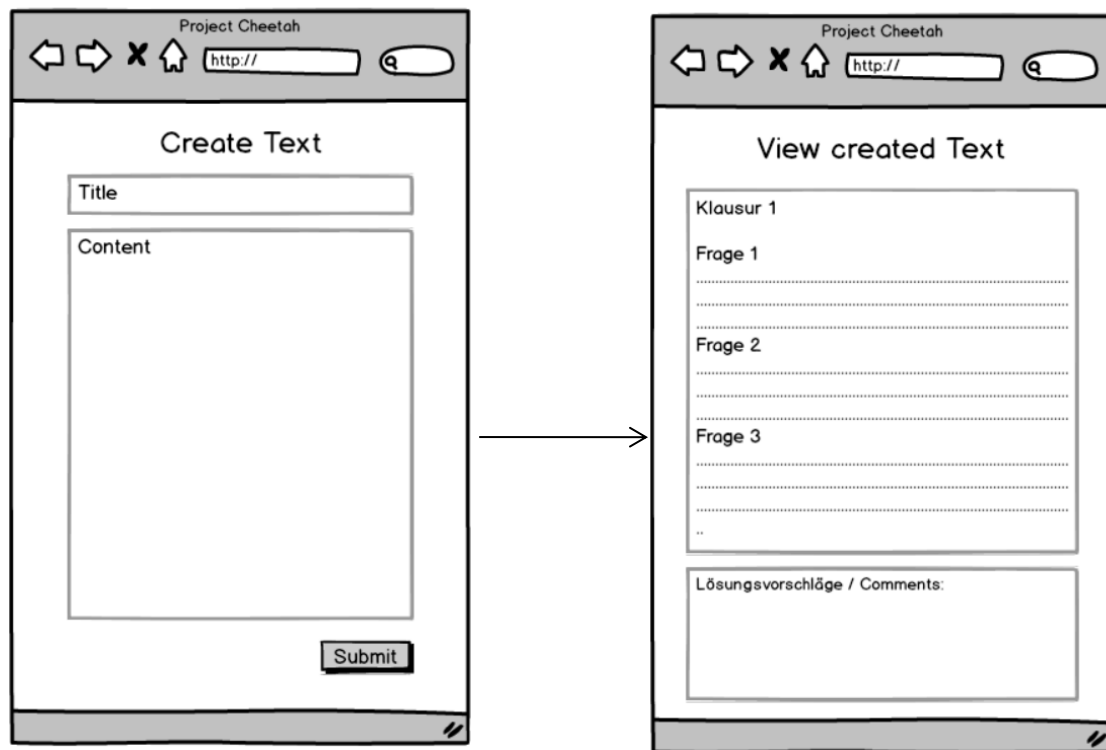 Project Cheetah
http://
Create Text
Title
Content
Submit
Project Cheetah
http://
View created Text
Klausur 1
Frage 1
................................................................................
................................................................................
................................................................................
Frage 2
................................................................................
................................................................................
................................................................................
Frage 3
................................................................................
................................................................................
................................................................................
..
Lösungsvorschläge / Comments: